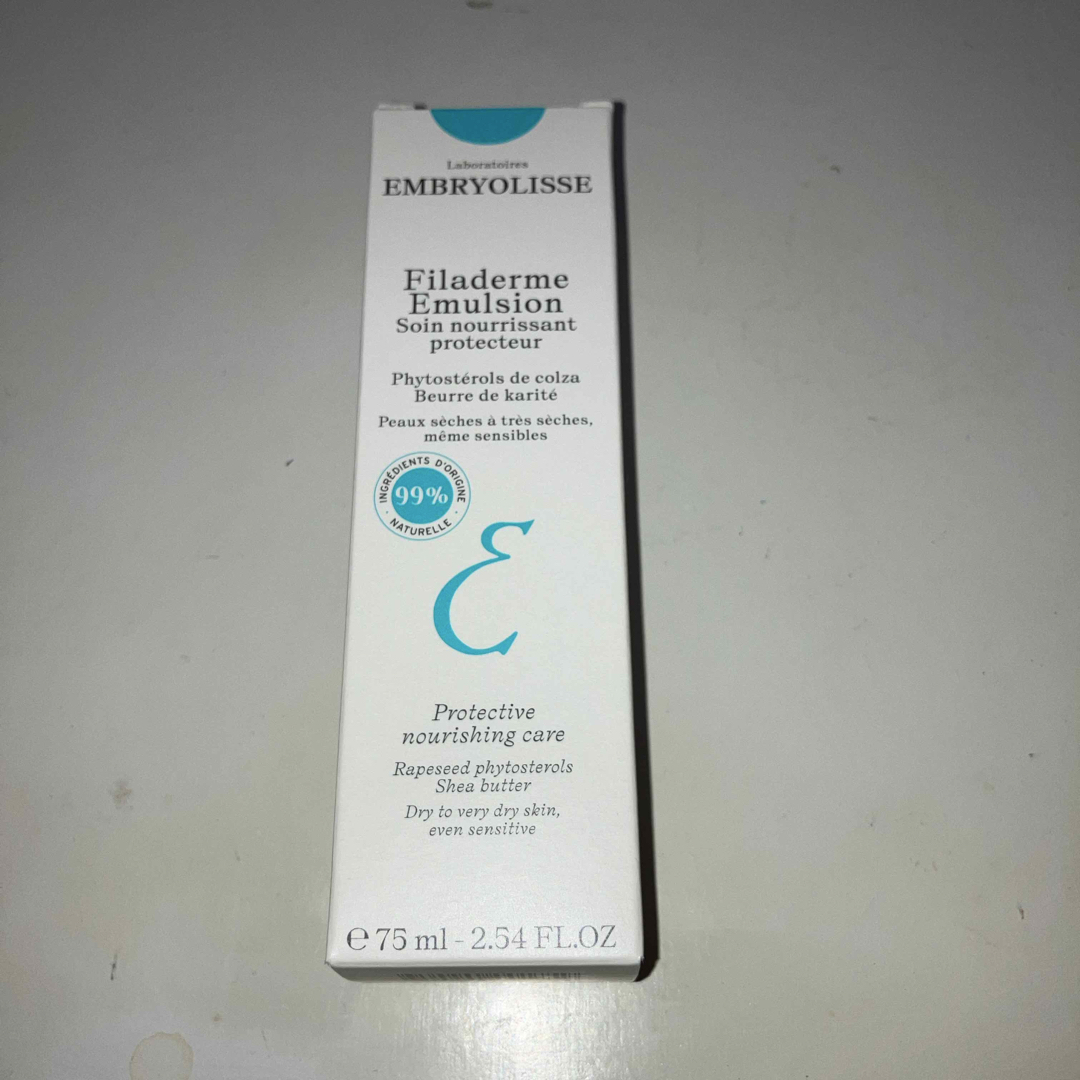 Laboratoires
EMBRYOLISSE
Filaderme
Emulsion
Soin nourrissant
protecteur
Phytostérols de colza
Beurre de karité
Peaux sèches à très sèches,
même sensibles
INGRÉDIENTS D'ORIGINE
99%
NATURELLE
Protective
nourishing care
Rapeseed phytosterols
Shea butter
Dry to very dry skin,
even sensitive
℮ 75 ml - 2.54 FL.OZ